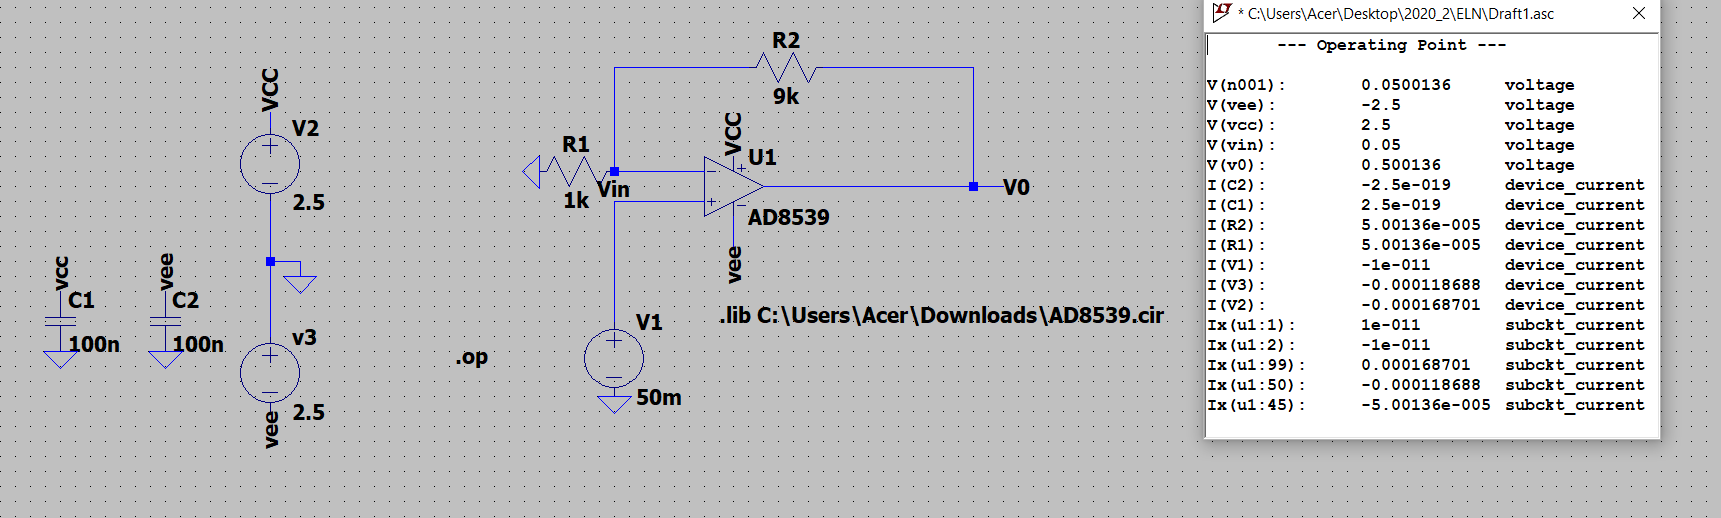 VCC
V2
2.5
vcc
C1
100n
vee
C2
100n
v3
2.5
vee
.op
R2
9k
R1
1k
Vin
VCC
U1
AD8539
vee
V0
V1
50m
.lib C:\Users\Acer\Downloads\AD8539.cir
* C:\Users\Acer\Desktop\2020_2\ELN\Draft1.asc
--- Operating Point ---
V(n001): 0.0500136 voltage
V(vee): -2.5 voltage
V(vcc): 2.5 voltage
V(vin): 0.05 voltage
V(v0): 0.500136 voltage
I(C2): -2.5e-019 device_current
I(C1): 2.5e-019 device_current
I(R2): 5.00136e-005 device_current
I(R1): 5.00136e-005 device_current
I(V1): -1e-011 device_current
I(V3): -0.000118688 device_current
I(V2): -0.000168701 device_current
Ix(u1:1): 1e-011 subckt_current
Ix(u1:2): -1e-011 subckt_current
Ix(u1:99): 0.000168701 subckt_current
Ix(u1:50): -0.000118688 subckt_current
Ix(u1:45): -5.00136e-005 subckt_current